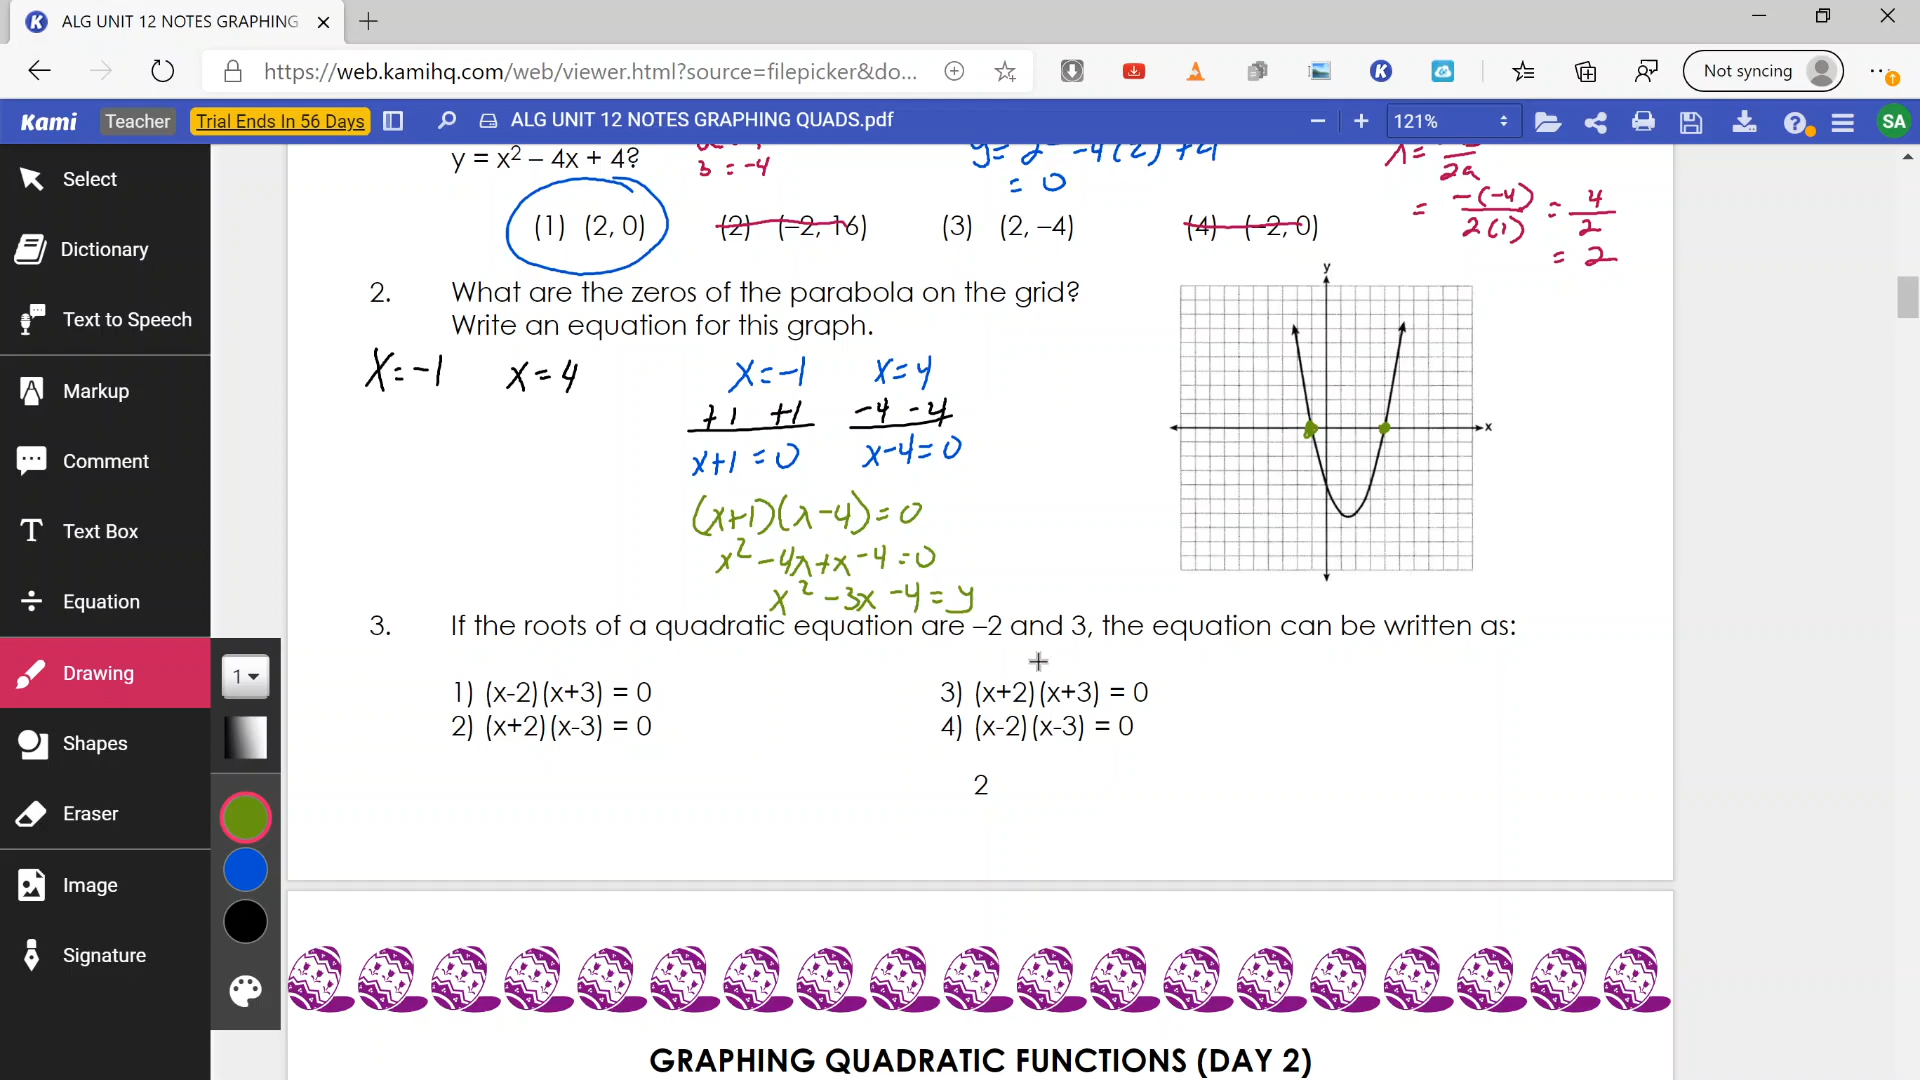 ALG UNIT 12 NOTES GRAPHING
https://web.kamihq.com/web/viewer.html?source=filepicker&do...
Not syncing
Kami
Teacher
Trial Ends In 56 Days
ALG UNIT 12 NOTES GRAPHING QUADS.pdf
121%
SA
Select
Dictionary
Text to Speech
Markup
Comment
Text Box
Equation
Drawing
Shapes
Eraser
Image
Signature
1
y = x² – 4x + 4?
3 = -4
y = 2² -4(2) +4
= 0
2a
= -(-4)/2(1) = 4/2
= 2
(1) (2, 0) (2) (–2, 16) (3) (2, –4) (4) (–2, 0)
2. What are the zeros of the parabola on the grid?
Write an equation for this graph.
y
x
x = -1 x = 4
x = -1 x = 4
+1 +1 -4 -4
x+1 = 0 x-4 = 0
(x+1)(x-4) = 0
x² -4x+x -4 = 0
x² -3x -4 = y
3. If the roots of a quadratic equation are –2 and 3, the equation can be written as:
1) (x-2)(x+3) = 0 3) (x+2)(x+3) = 0
2) (x+2)(x-3) = 0 4) (x-2)(x-3) = 0
2
GRAPHING QUADRATIC FUNCTIONS (DAY 2)